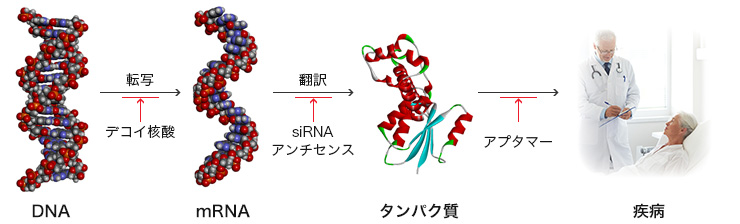 転写
デコイ核酸
翻訳
siRNA
アンチセンス
アプタマー
DNA
mRNA
タンパク質
疾病